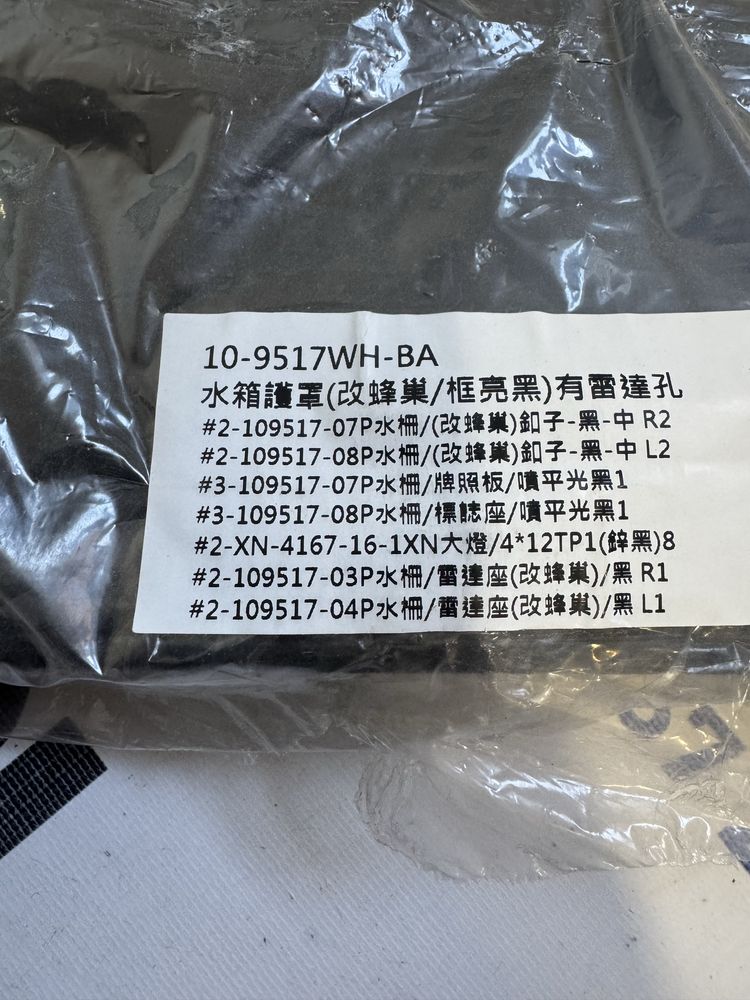 10-9517WH-BA
水箱護罩(改蜂巢/框亮黑)有雷達孔
#2-109517-07P水柵/(改蜂巢)釦子-黑-中 R2
#2-109517-08P水柵/(改蜂巢)釦子-黑-中 L2
#3-109517-07P水柵/牌照板/噴平光黑1
#3-109517-08P水柵/標誌座/噴平光黑1
#2-XN-4167-16-1XN大燈/4*12TP1(鋅黑)8
#2-109517-03P水柵/雷達座(改蜂巢)/黑 R1
#2-109517-04P水柵/雷達座(改蜂巢)/黑 L1